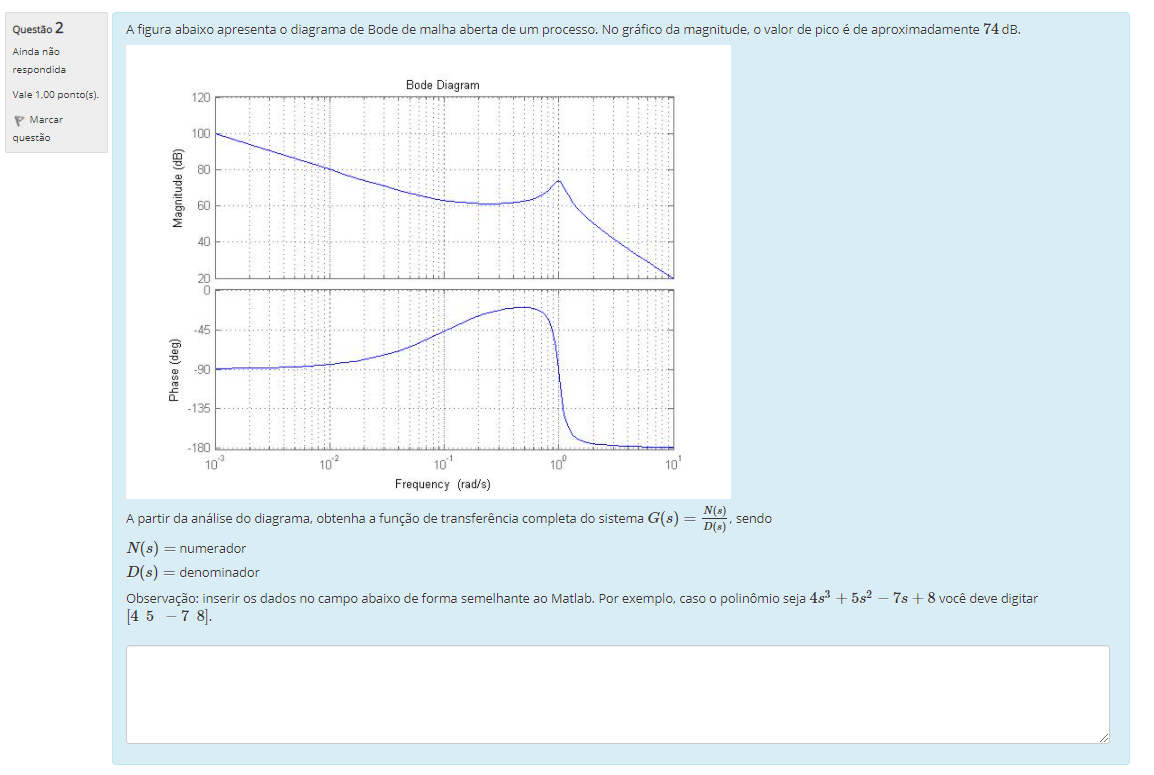 Questão 2
Ainda não
respondida
Vale 1,00 ponto(s).
Marcar
questão
A figura abaixo apresenta o diagrama de Bode de malha aberta de um processo. No gráfico da magnitude, o valor de pico é de aproximadamente 74 dB.
Bode Diagram
Magnitude (dB)
120
100
80
60
40
20
Phase (deg)
0
-45
-90
-135
-180
10^-3 10^-2 10^-1 10^0 10^1
Frequency (rad/s)
A partir da análise do diagrama, obtenha a função de transferência completa do sistema G(s) = N(s)/D(s), sendo
N(s) = numerador
D(s) = denominador
Observação: inserir os dados no campo abaixo de forma semelhante ao Matlab. Por exemplo, caso o polinômio seja 4s^3 + 5s^2 − 7s + 8 você deve digitar
[4 5 − 7 8].